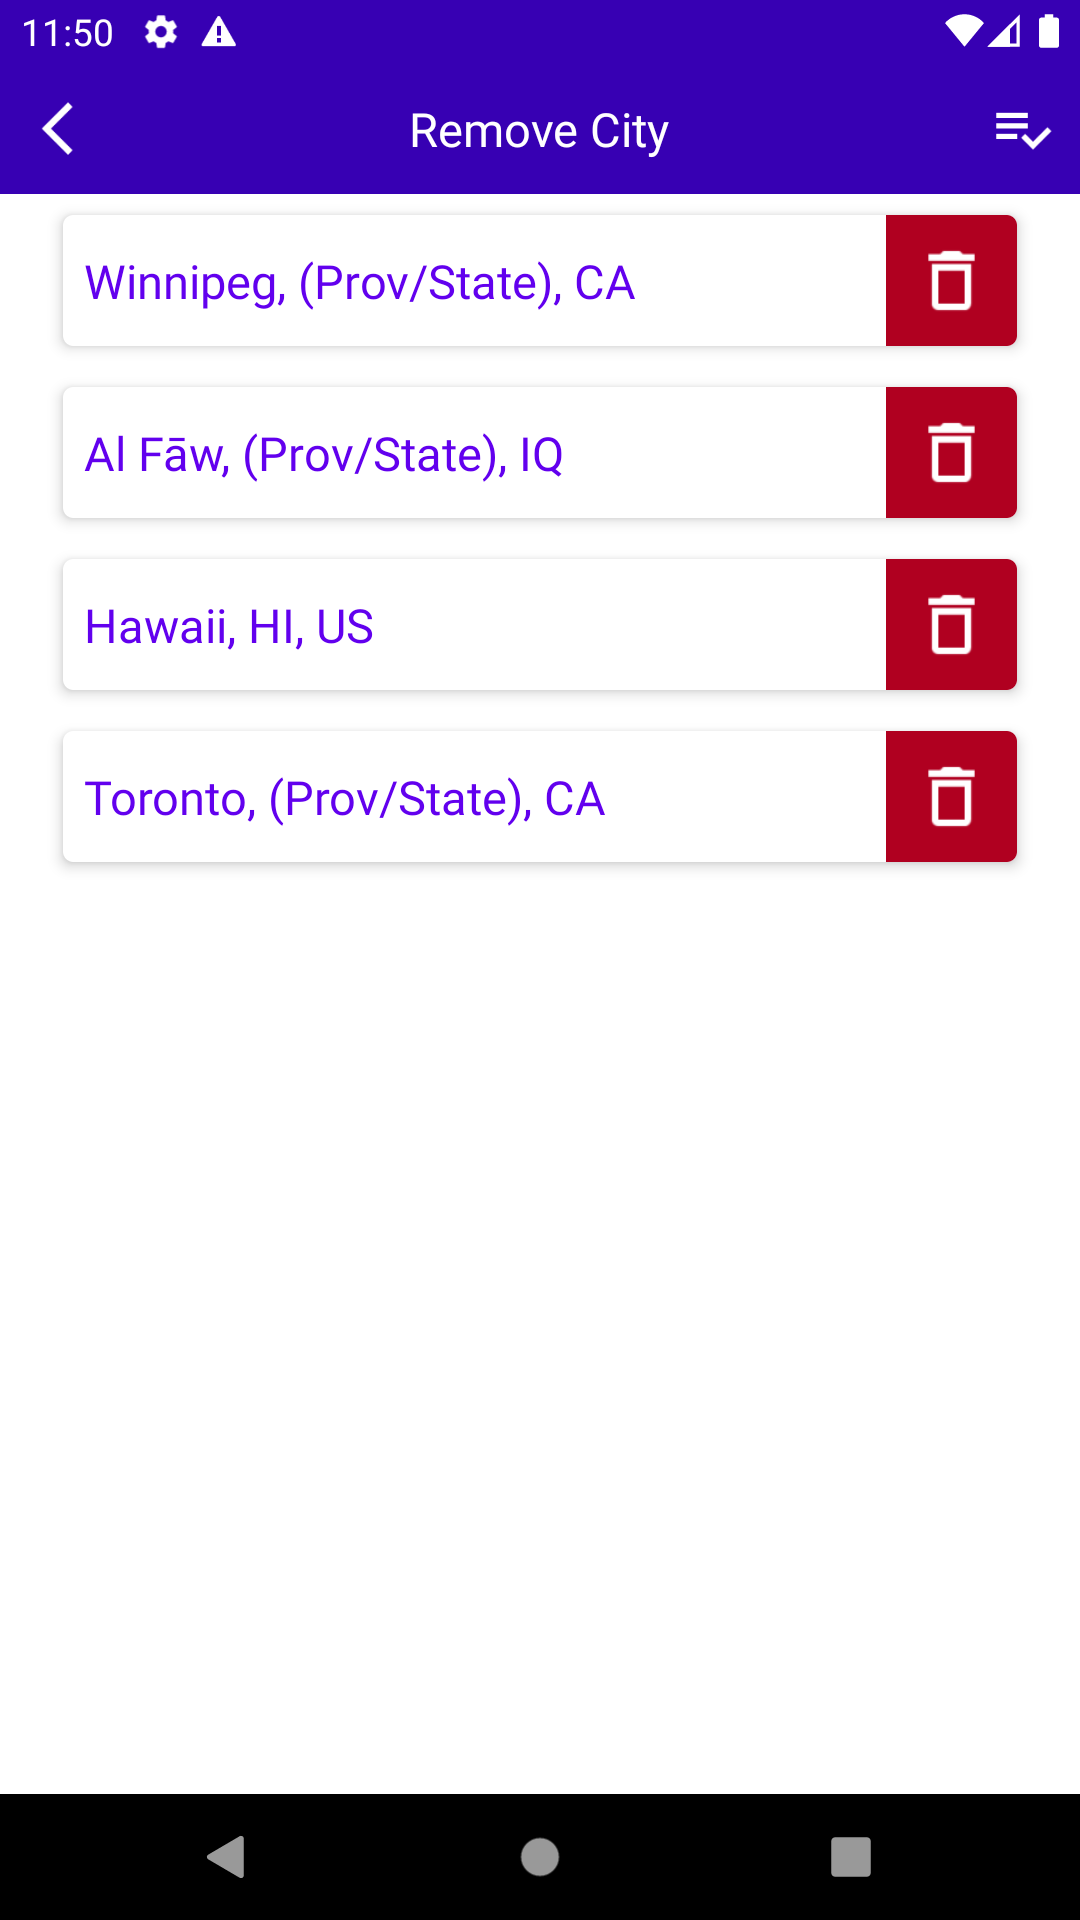 11:50
Remove City
Winnipeg, (Prov/State), CA
Al Fāw, (Prov/State), IQ
Hawaii, HI, US
Toronto, (Prov/State), CA